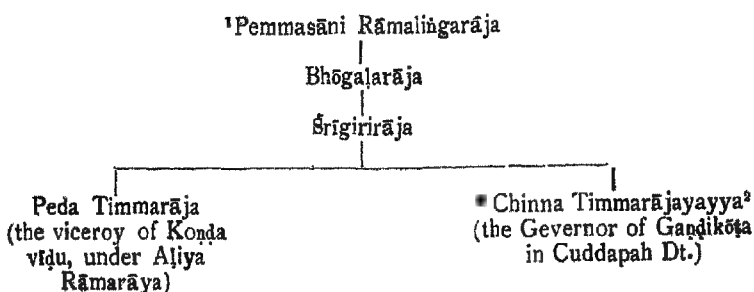 ¹Pemmasāni Rāmaliṅgarāja
Bhōgaḷarāja
Śrīgirirāja
Peda Timmarāja
(the viceroy of Koṇḍa
vīḍu, under Aḷiya
Rāmarāya)
Chinna Timmarājayayya²
(the Gevernor of Gaṇḍikōṭa
in Cuddapah Dt.)